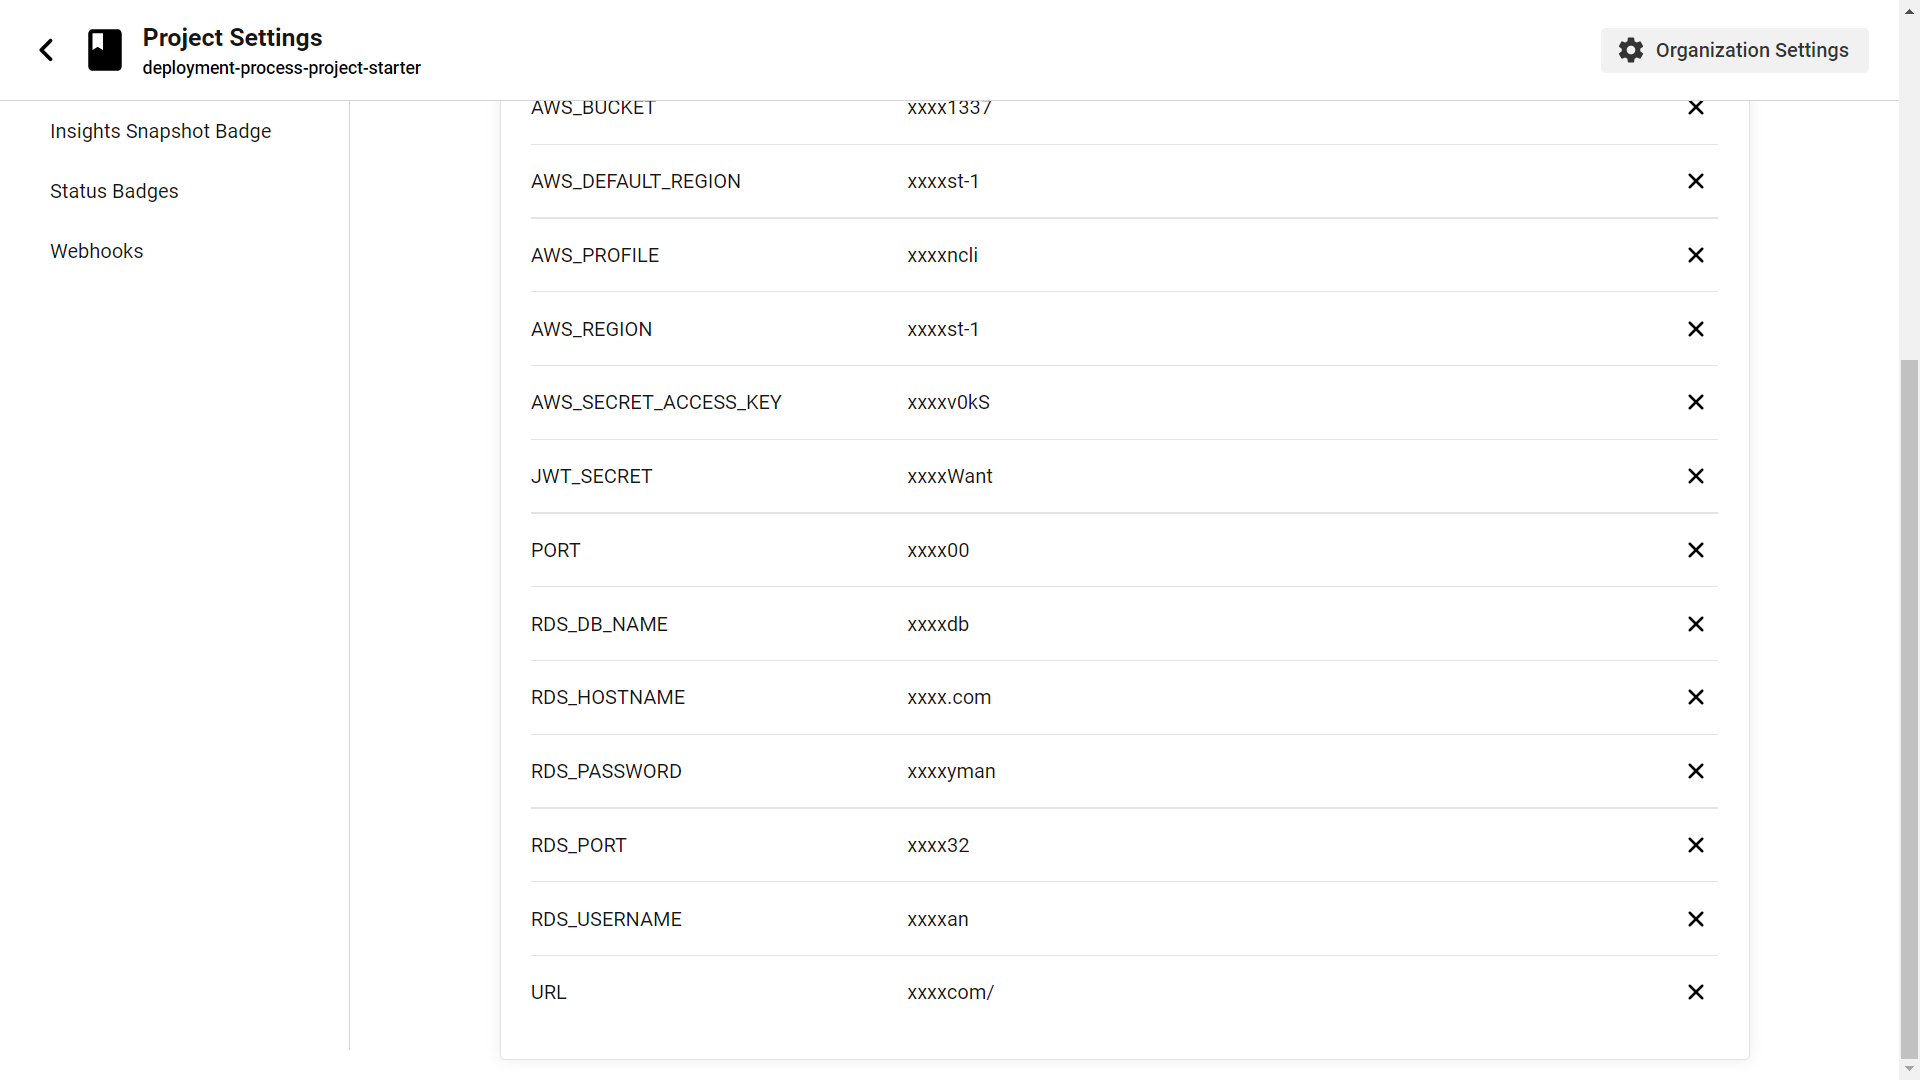 Project Settings
deployment-process-project-starter
Organization Settings
Insights Snapshot Badge
Status Badges
Webhooks
AWS_BUCKET xxxx1337
AWS_DEFAULT_REGION xxxxst-1
AWS_PROFILE xxxxncli
AWS_REGION xxxxst-1
AWS_SECRET_ACCESS_KEY xxxxv0kS
JWT_SECRET xxxxWant
PORT xxxx00
RDS_DB_NAME xxxxdb
RDS_HOSTNAME xxxx.com
RDS_PASSWORD xxxxyman
RDS_PORT xxxx32
RDS_USERNAME xxxxan
URL xxxxcom/